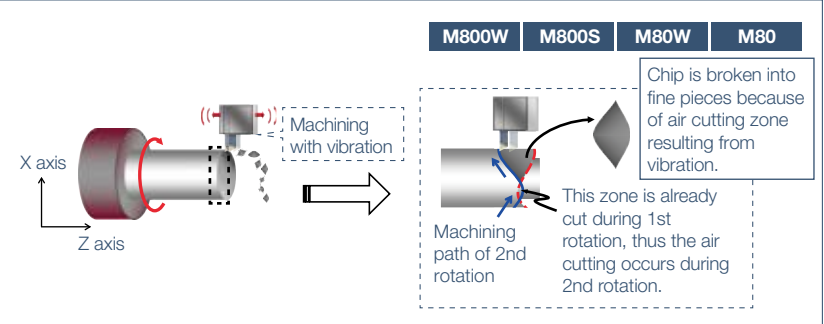 M800W M800S M80W M80
Chip is broken into
fine pieces because
of air cutting zone
resulting from
vibration.
Machining
with vibration
X axis
Z axis
This zone is already
cut during 1st
rotation, thus the air
cutting occurs during
2nd rotation.
Machining
path of 2nd
rotation